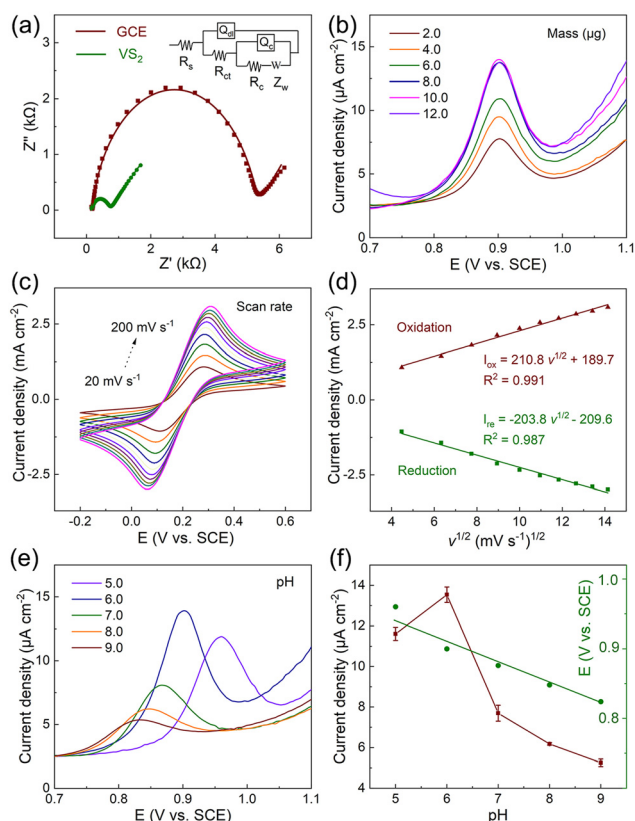 (a)
GCE
VS2
Qdl
Qc
Rs
Rct
Rc
Zw
6
4
2
0
Z'' (kΩ)
0 2 4 6
Z' (kΩ)
(b)
2.0
4.0
6.0
8.0
10.0
12.0
Mass (μg)
15
10
5
0
Current density (μA cm-2)
0.7 0.8 0.9 1.0 1.1
E (V vs. SCE)
(c)
Scan rate
200 mV s-1
20 mV s-1
2.5
0.0
-2.5
Current density (mA cm-2)
-0.2 0.0 0.2 0.4 0.6
E (V vs. SCE)
(d)
Oxidation
Iox = 210.8 v1/2 + 189.7
R2 = 0.991
Ire = -203.8 v1/2 - 209.6
R2 = 0.987
Reduction
2.5
0.0
-2.5
Current density (mA cm-2)
4 6 8 10 12 14
v1/2 (mV s-1)1/2
(e)
5.0
6.0
7.0
8.0
9.0
pH
15
10
5
0
Current density (μA cm-2)
0.7 0.8 0.9 1.0 1.1
E (V vs. SCE)
(f)
14
12
10
8
6
4
Current density (μA cm-2)
1.0
0.9
0.8
E (V vs. SCE)
5 6 7 8 9
pH